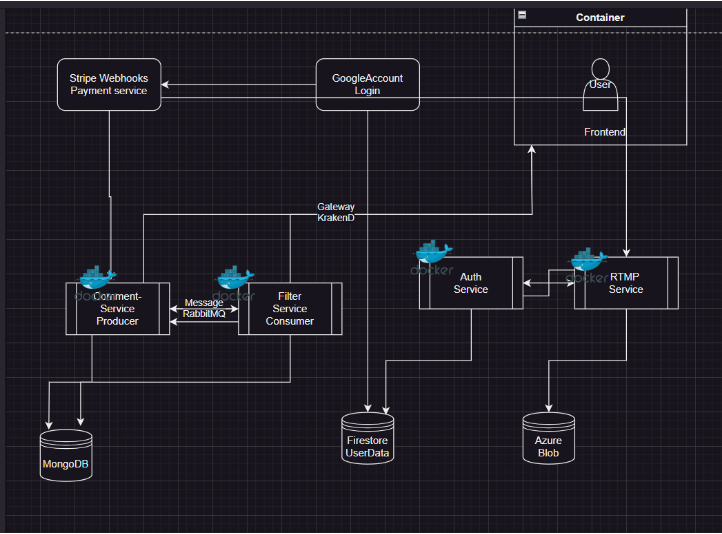 Container
Stripe Webhooks
Payment service
GoogleAccount
Login
User
Frontend
Gateway
KrakenD
docker
Comment-
Service
Producer
Message
RabbitMQ
docker
Filter
Service
Consumer
docker
Auth
Service
docker
RTMP
Service
MongoDB
Firestore
UserData
Azure
Blob